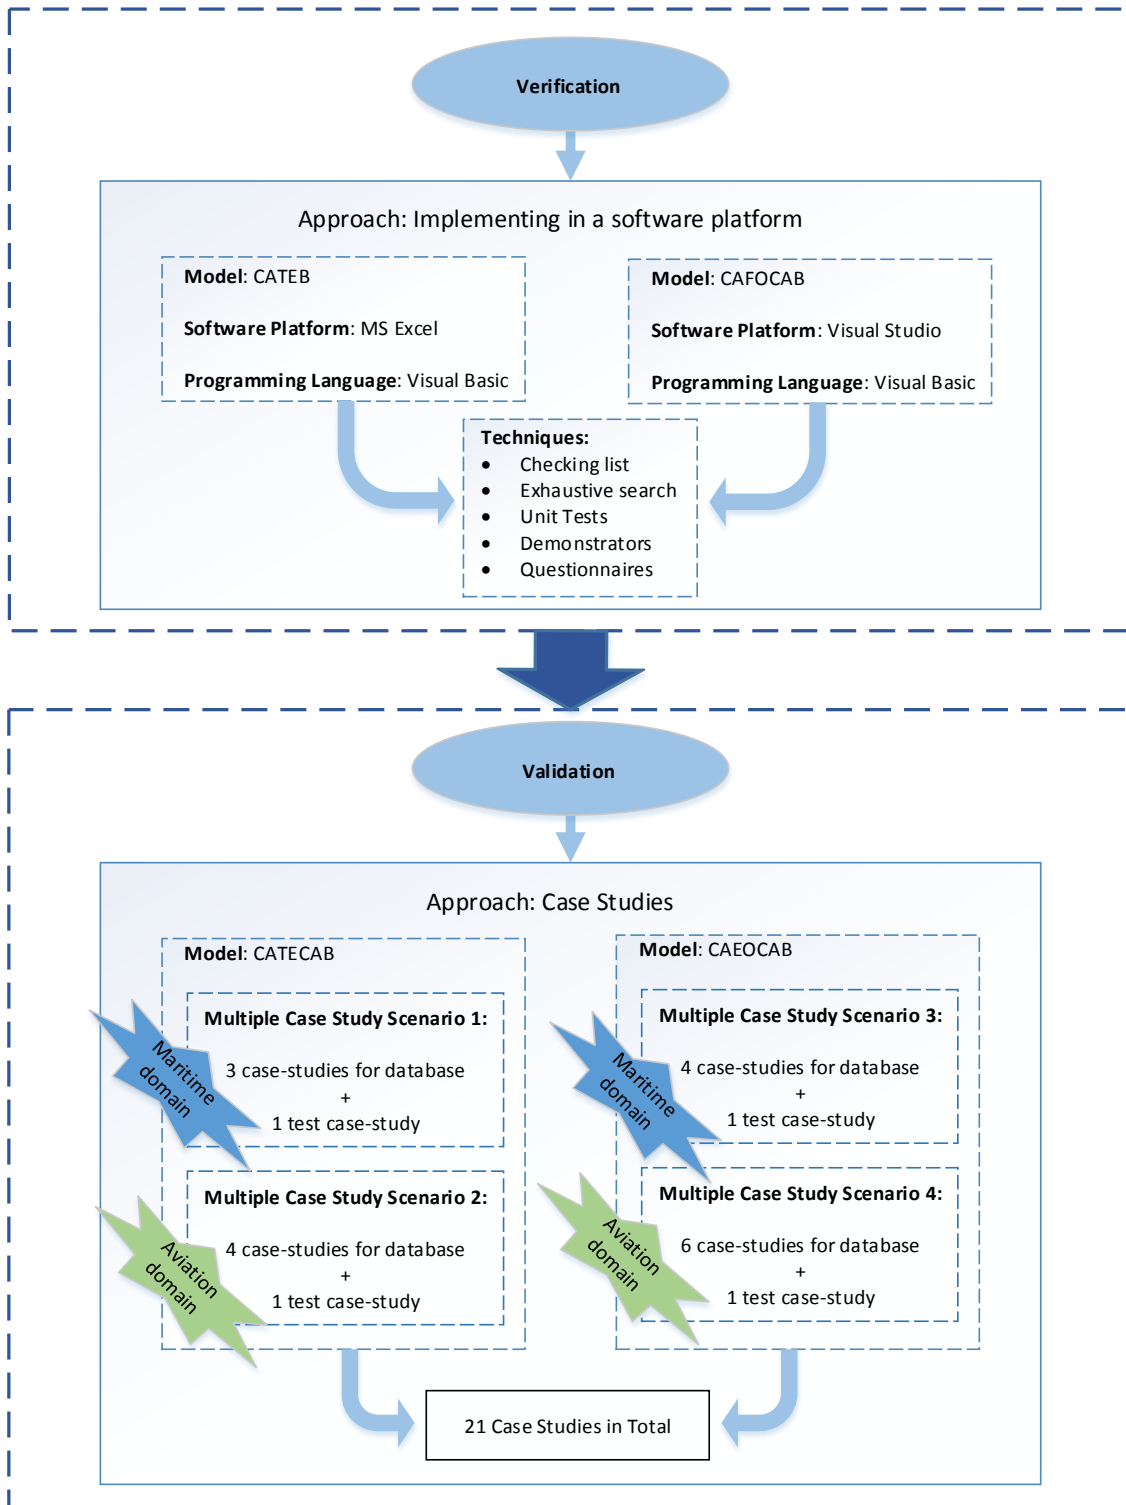 Verification
Approach: Implementing in a software platform
Model: CATEB
Software Platform: MS Excel
Programming Language: Visual Basic
Model: CAFOCAB
Software Platform: Visual Studio
Programming Language: Visual Basic
Techniques:
• Checking list
• Exhaustive search
• Unit Tests
• Demonstrators
• Questionnaires
Validation
Approach: Case Studies
Model: CATECAB
Multiple Case Study Scenario 1:
3 case-studies for database
+
1 test case-study
Maritime
domain
Multiple Case Study Scenario 2:
4 case-studies for database
+
1 test case-study
Aviation
domain
Model: CAEOCAB
Multiple Case Study Scenario 3:
4 case-studies for database
+
1 test case-study
Maritime
domain
Multiple Case Study Scenario 4:
6 case-studies for database
+
1 test case-study
Aviation
domain
21 Case Studies in Total